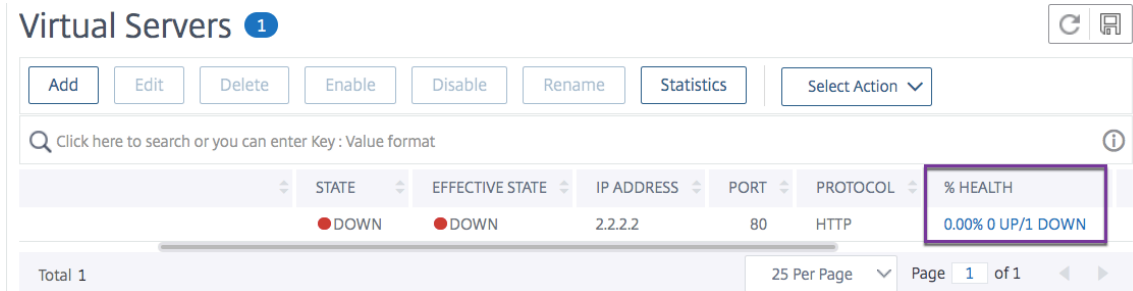 Virtual Servers 1
Add Edit Delete Enable Disable Rename Statistics Select Action
Click here to search or you can enter Key : Value format
STATE EFFECTIVE STATE IP ADDRESS PORT PROTOCOL % HEALTH
DOWN DOWN 2.2.2.2 80 HTTP 0.00% 0 UP/1 DOWN
Total 1 25 Per Page Page 1 of 1